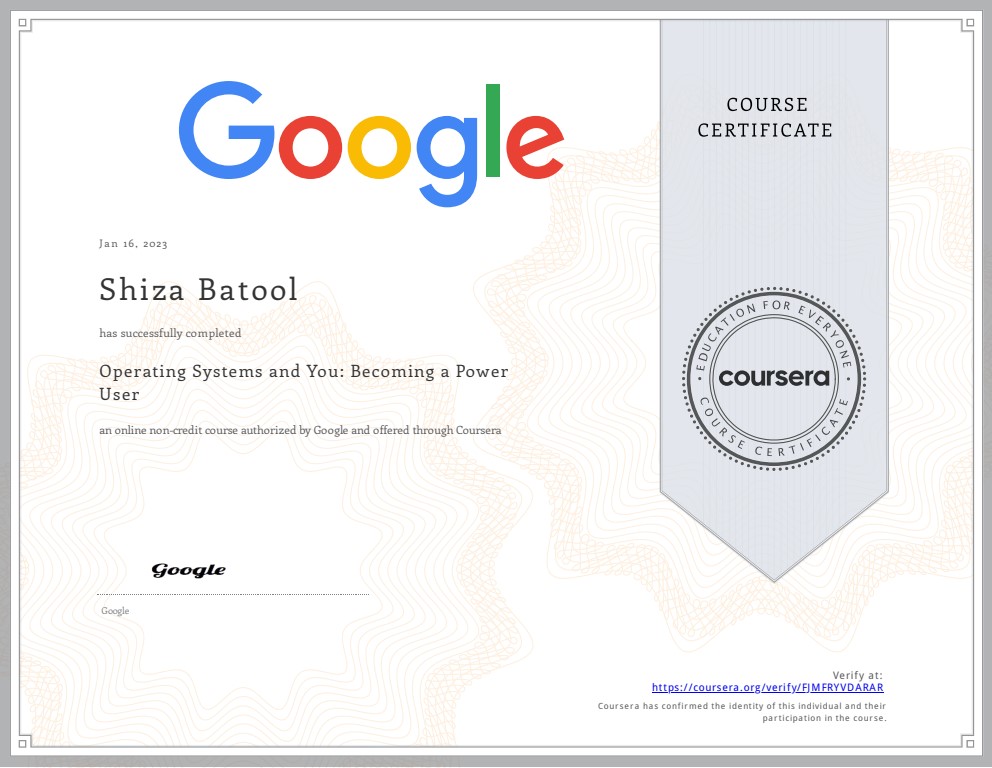 Google
COURSE
CERTIFICATE
Jan 16, 2023
Shiza Batool
has successfully completed
Operating Systems and You: Becoming a Power
User
an online non-credit course authorized by Google and offered through Coursera
EDUCATION FOR EVERYONE
coursera
COURSE CERTIFICATE
Google
Google
Verify at:
https://coursera.org/verify/FJMFRYVDARAR
Coursera has confirmed the identity of this individual and their
participation in the course.